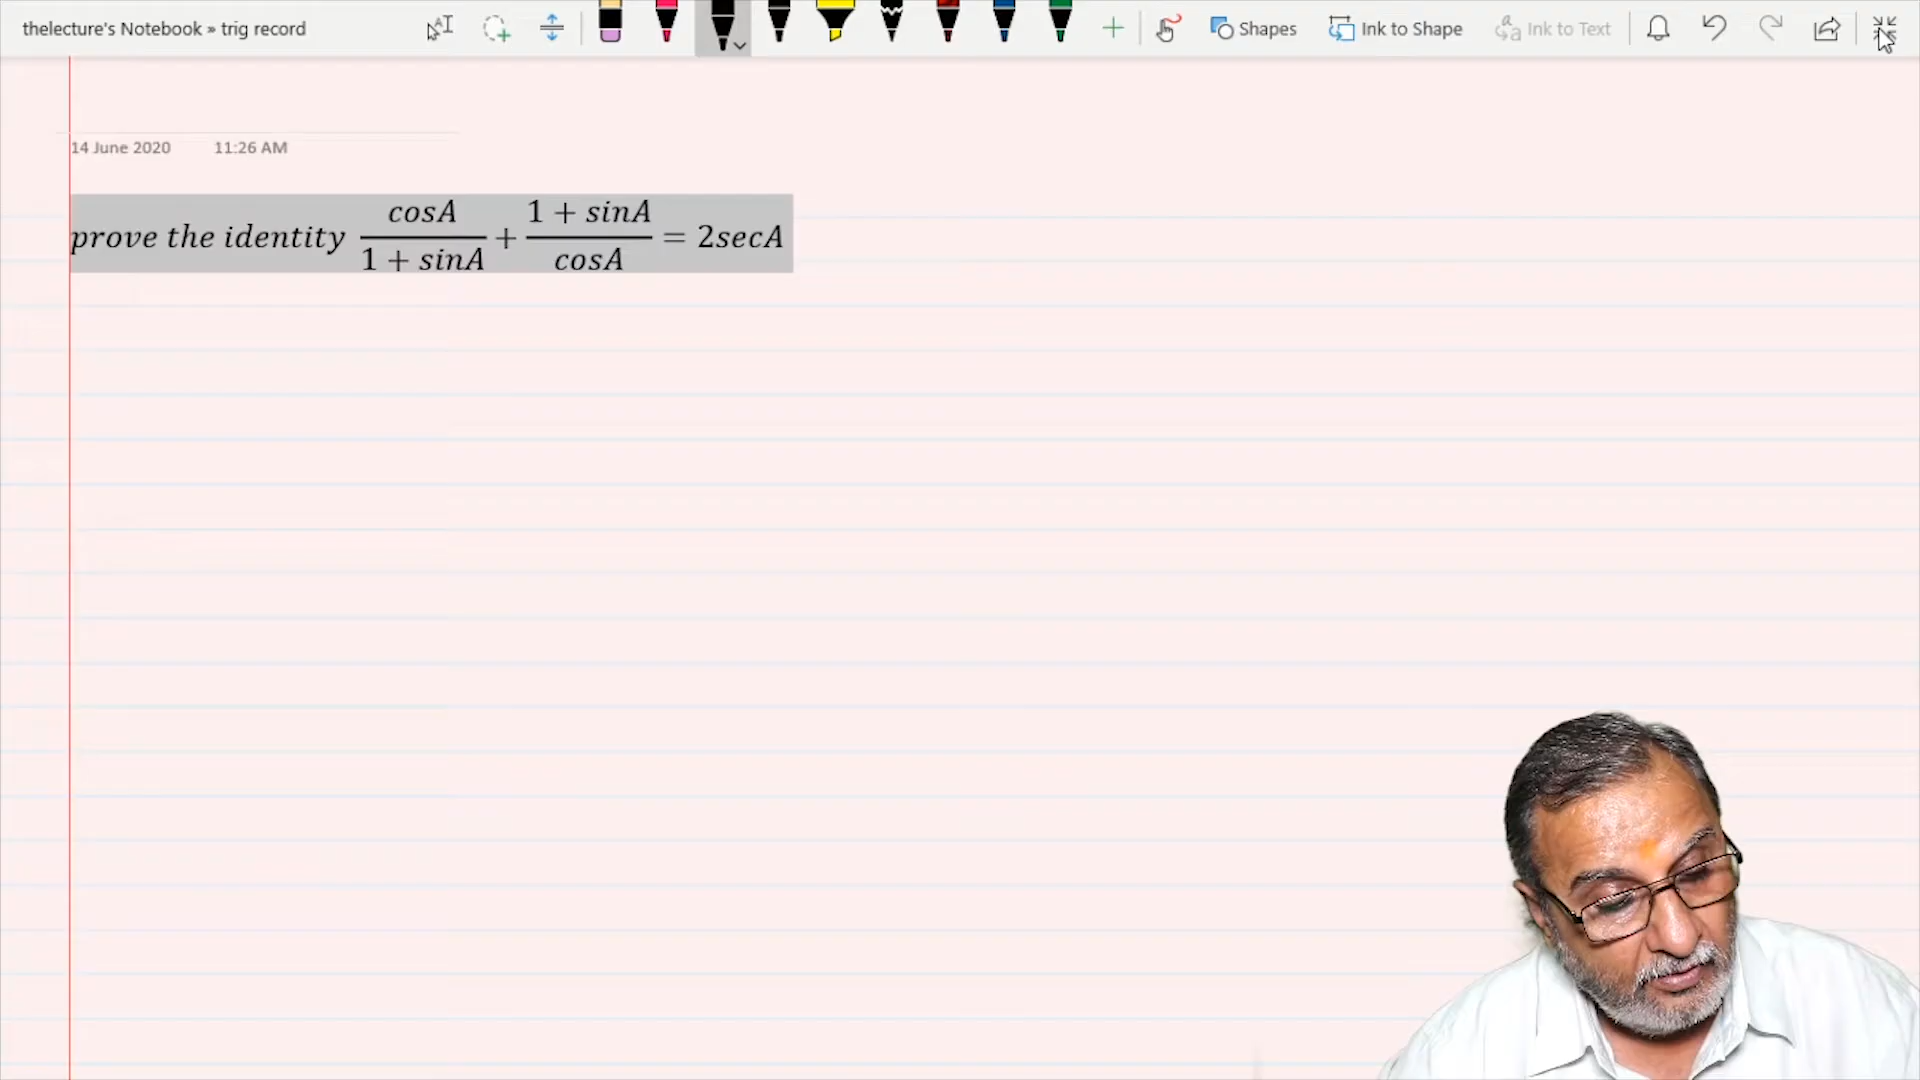 thelecture's Notebook » trig record
Shapes
Ink to Shape
Ink to Text
14 June 2020 11:26 AM
prove the identity cosA/(1 + sinA) + (1 + sinA)/cosA = 2secA